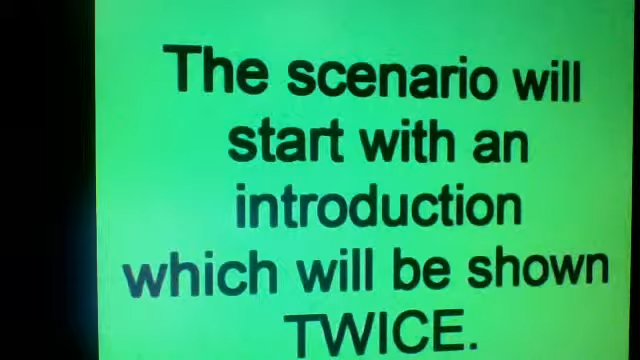 The scenario will
start with an
introduction
which will be shown
TWICE.